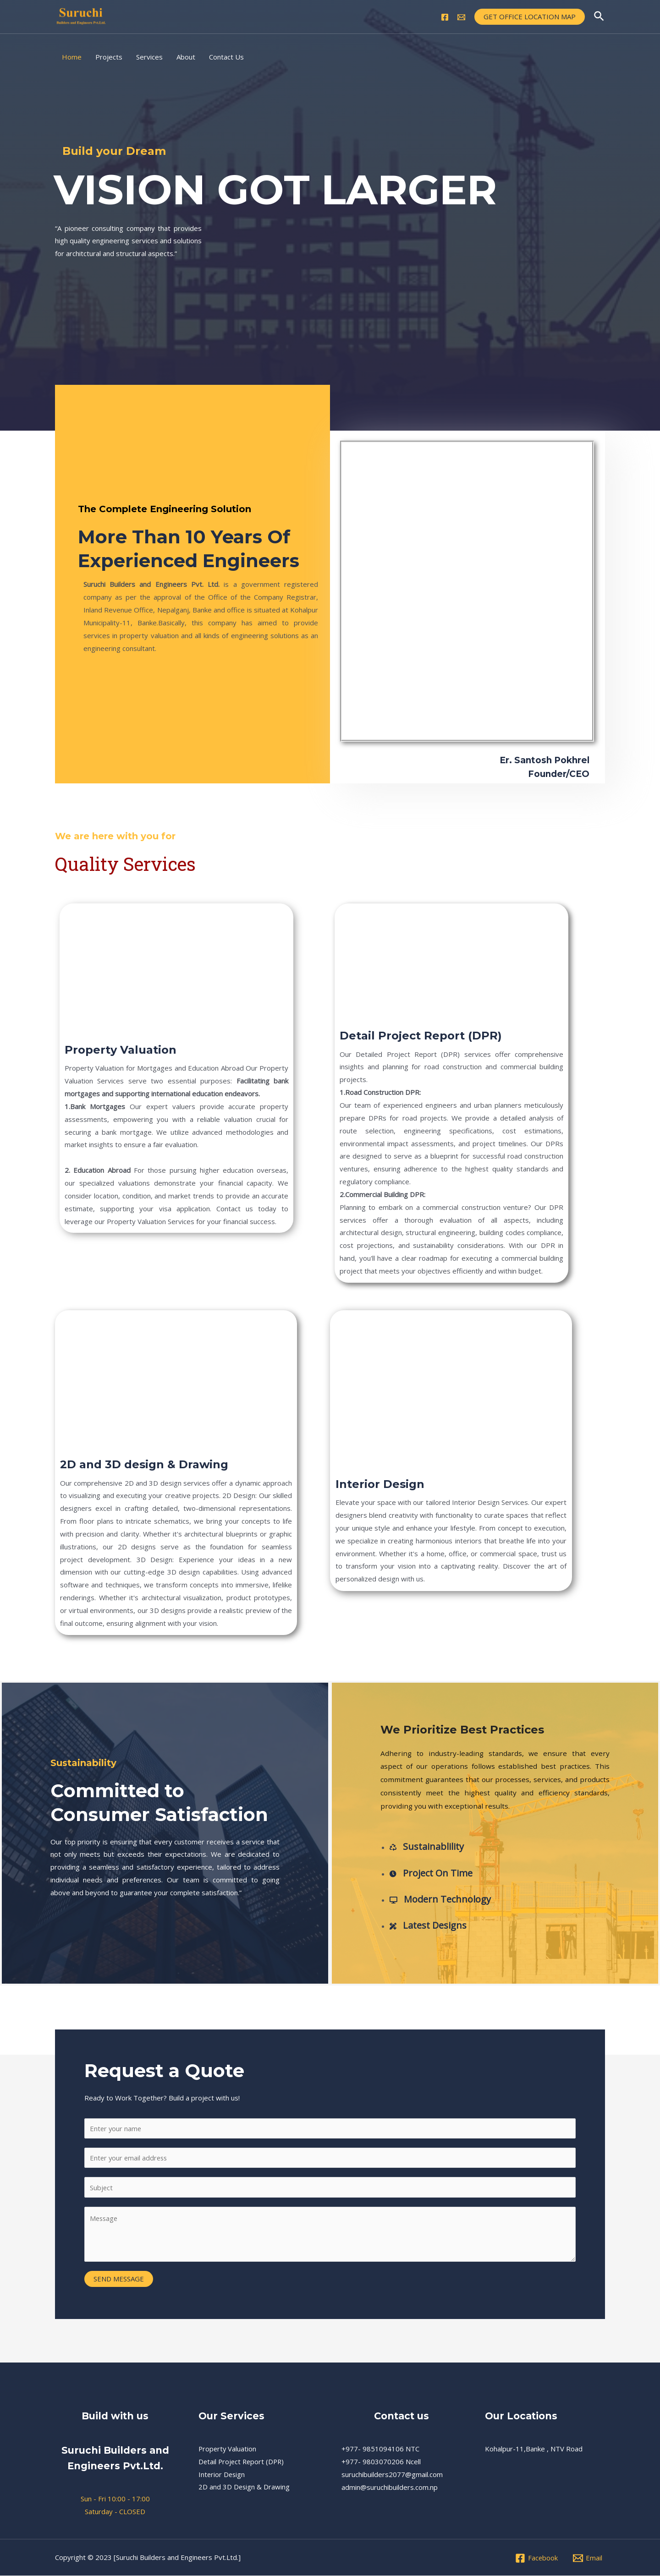 Suruchi
Builders and Engineers Pvt.Ltd.
GET OFFICE LOCATION MAP
Home Projects Services About Contact Us
Build your Dream
VISION GOT LARGER
"A pioneer consulting company that provides
high quality engineering services and solutions
for architctural and structural aspects."
The Complete Engineering Solution
More Than 10 Years Of
Experienced Engineers
Suruchi Builders and Engineers Pvt. Ltd. is a government registered
company as per the approval of the Office of the Company Registrar,
Inland Revenue Office, Nepalganj, Banke and office is situated at Kohalpur
Municipality-11, Banke.Basically, this company has aimed to provide
services in property valuation and all kinds of engineering solutions as an
engineering consultant.
Er. Santosh Pokhrel
Founder/CEO
We are here with you for
Quality Services
Property Valuation
Property Valuation for Mortgages and Education Abroad Our Property
Valuation Services serve two essential purposes: Facilitating bank
mortgages and supporting international education endeavors.
1.Bank Mortgages Our expert valuers provide accurate property
assessments, empowering you with a reliable valuation crucial for
securing a bank mortgage. We utilize advanced methodologies and
market insights to ensure a fair evaluation.
2. Education Abroad For those pursuing higher education overseas,
our specialized valuations demonstrate your financial capacity. We
consider location, condition, and market trends to provide an accurate
estimate, supporting your visa application. Contact us today to
leverage our Property Valuation Services for your financial success.
Detail Project Report (DPR)
Our Detailed Project Report (DPR) services offer comprehensive
insights and planning for road construction and commercial building
projects.
1.Road Construction DPR:
Our team of experienced engineers and urban planners meticulously
prepare DPRs for road projects. We provide a detailed analysis of
route selection, engineering specifications, cost estimations,
environmental impact assessments, and project timelines. Our DPRs
are designed to serve as a blueprint for successful road construction
ventures, ensuring adherence to the highest quality standards and
regulatory compliance.
2.Commercial Building DPR:
Planning to embark on a commercial construction venture? Our DPR
services offer a thorough evaluation of all aspects, including
architectural design, structural engineering, building codes compliance,
cost projections, and sustainability considerations. With our DPR in
hand, you'll have a clear roadmap for executing a commercial building
project that meets your objectives efficiently and within budget.
2D and 3D design & Drawing
Our comprehensive 2D and 3D design services offer a dynamic approach
to visualizing and executing your creative projects. 2D Design: Our skilled
designers excel in crafting detailed, two-dimensional representations.
From floor plans to intricate schematics, we bring your concepts to life
with precision and clarity. Whether it's architectural blueprints or graphic
illustrations, our 2D designs serve as the foundation for seamless
project development. 3D Design: Experience your ideas in a new
dimension with our cutting-edge 3D design capabilities. Using advanced
software and techniques, we transform concepts into immersive, lifelike
renderings. Whether it's architectural visualization, product prototypes,
or virtual environments, our 3D designs provide a realistic preview of the
final outcome, ensuring alignment with your vision.
Interior Design
Elevate your space with our tailored Interior Design Services. Our expert
designers blend creativity with functionality to curate spaces that reflect
your unique style and enhance your lifestyle. From concept to execution,
we specialize in creating harmonious interiors that breathe life into your
environment. Whether it's a home, office, or commercial space, trust us
to transform your vision into a captivating reality. Discover the art of
personalized design with us.
Sustainability
Committed to
Consumer Satisfaction
Our top priority is ensuring that every customer receives a service that
not only meets but exceeds their expectations. We are dedicated to
providing a seamless and satisfactory experience, tailored to address
individual needs and preferences. Our team is committed to going
above and beyond to guarantee your complete satisfaction."
We Prioritize Best Practices
Adhering to industry-leading standards, we ensure that every
aspect of our operations follows established best practices. This
commitment guarantees that our processes, services, and products
consistently meet the highest quality and efficiency standards,
providing you with exceptional results.
Sustainablility
Project On Time
Modern Technology
Latest Designs
Request a Quote
Ready to Work Together? Build a project with us!
Enter your name
Enter your email address
Subject
Message
SEND MESSAGE
Build with us
Suruchi Builders and
Engineers Pvt.Ltd.
Sun - Fri 10:00 - 17:00
Saturday - CLOSED
Our Services
Property Valuation
Detail Project Report (DPR)
Interior Design
2D and 3D Design & Drawing
Contact us
+977- 9851094106 NTC
+977- 9803070206 Ncell
suruchibuilders2077@gmail.com
admin@suruchibuilders.com.np
Our Locations
Kohalpur-11,Banke , NTV Road
Copyright © 2023 [Suruchi Builders and Engineers Pvt.Ltd.]
Facebook Email